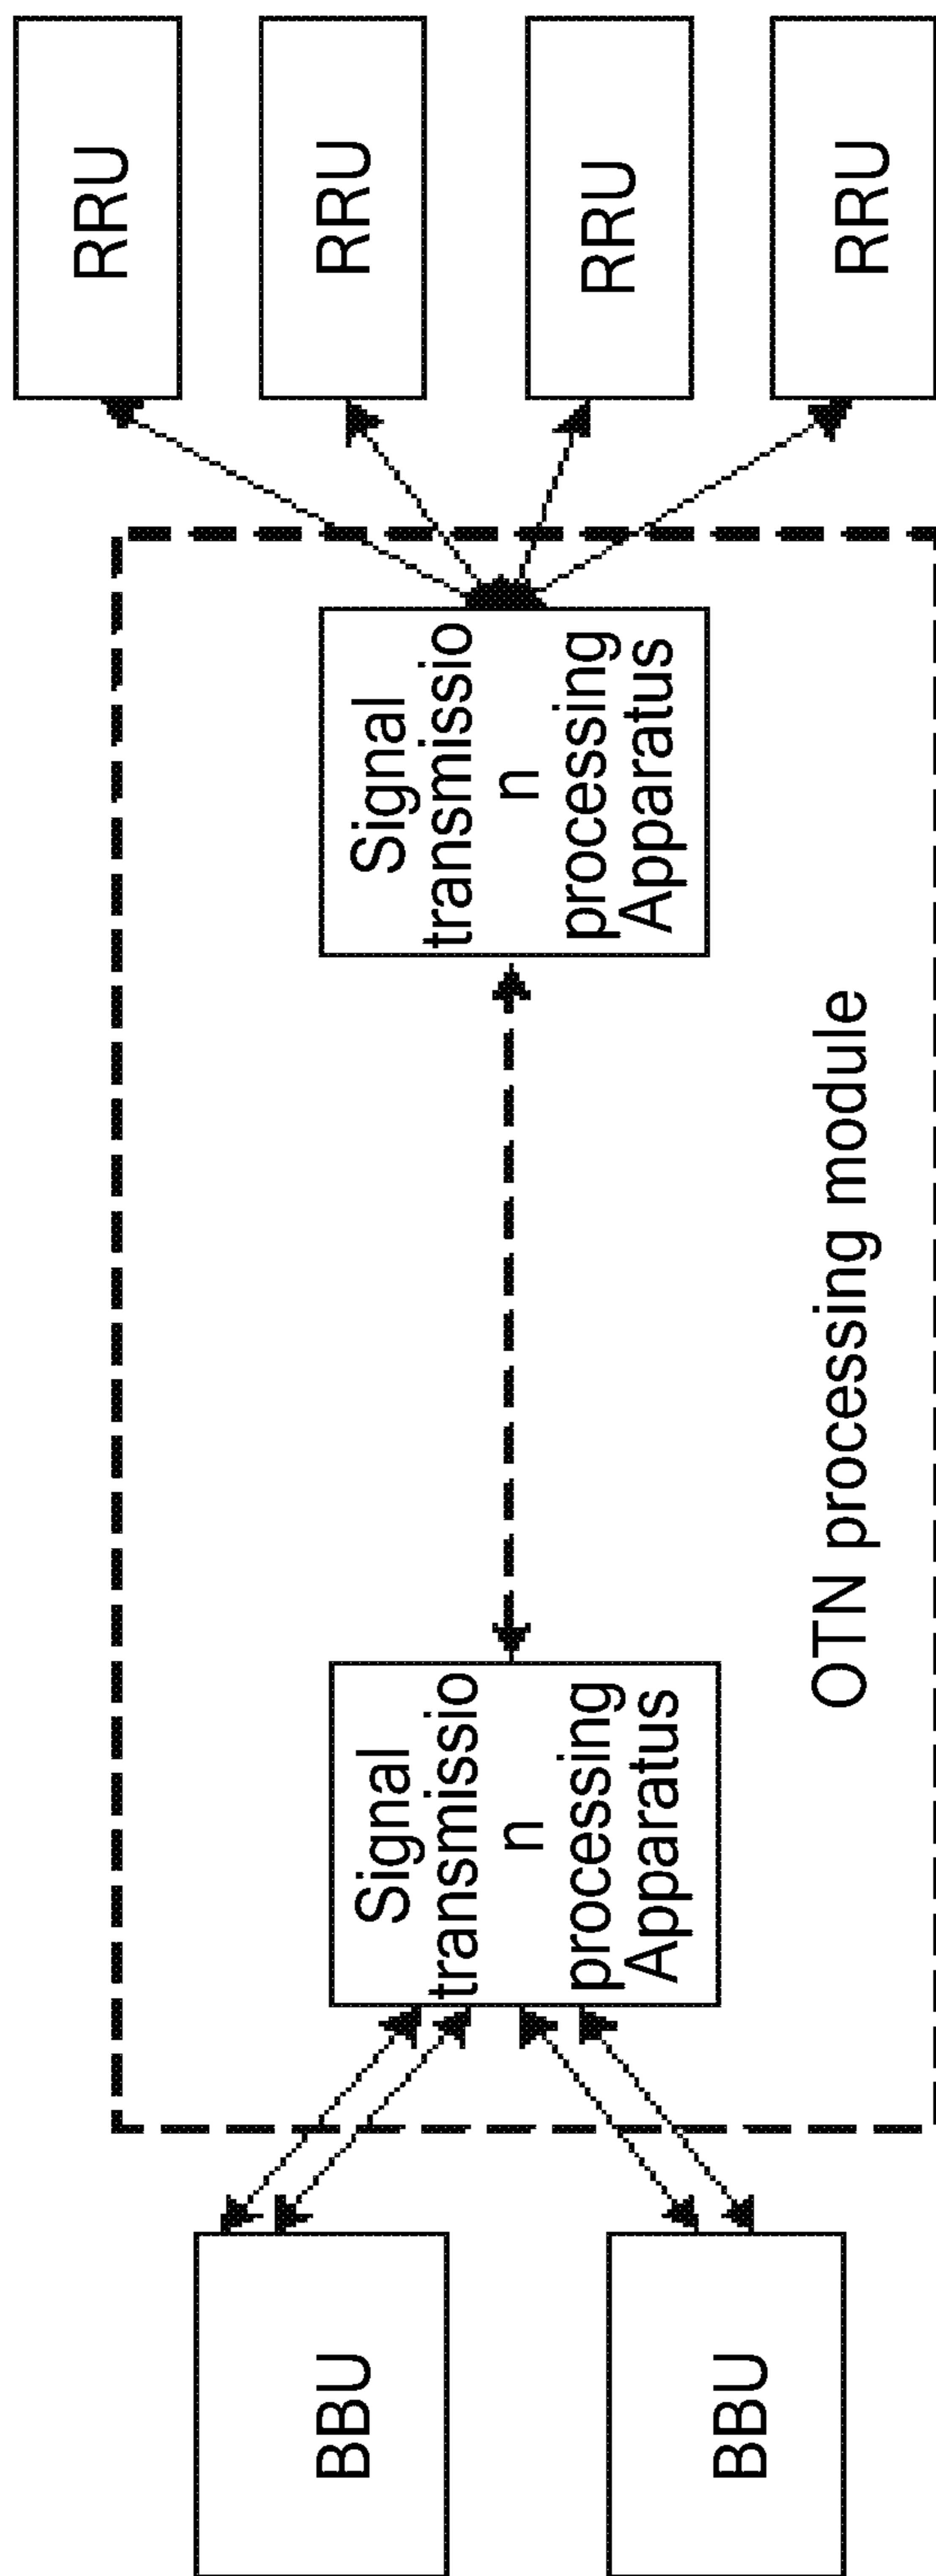 RRU
RRU
RRU
RRU
Signal
transmissio
n
processing
Apparatus
OTN processing module
Signal
transmissio
n
processing
Apparatus
BBU
BBU